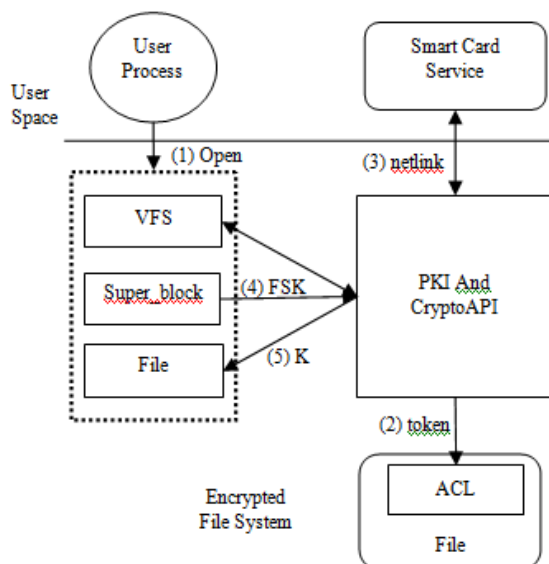 User
Process
Smart Card
Service
User
Space
(1) Open
(3) netlink
VFS
PKI And
CryptoAPI
Super_block
(4) FSK
File
(5) K
(2) token
ACL
Encrypted
File System
File